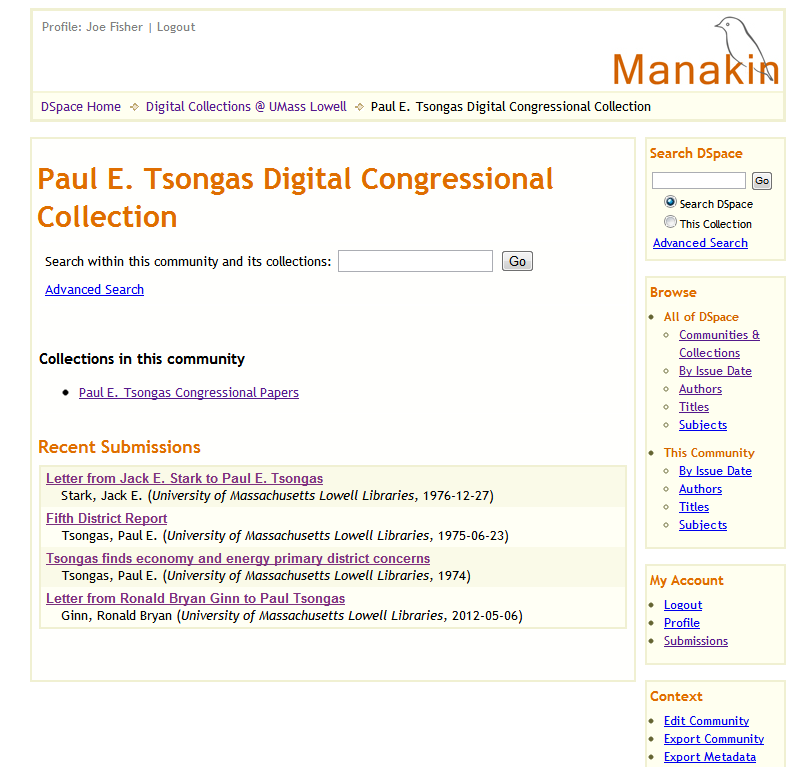 Profile: Joe Fisher | Logout
Manakin
DSpace Home
Digital Collections @ UMass Lowell
Paul E. Tsongas Digital Congressional Collection
Paul E. Tsongas Digital Congressional
Collection
Search within this community and its collections:
Go
Advanced Search
Collections in this community
Paul E. Tsongas Congressional Papers
Recent Submissions
Letter from Jack E. Stark to Paul E. Tsongas
Stark, Jack E. (University of Massachusetts Lowell Libraries, 1976-12-27)
Fifth District Report
Tsongas, Paul E. (University of Massachusetts Lowell Libraries, 1975-06-23)
Tsongas finds economy and energy primary district concerns
Tsongas, Paul E. (University of Massachusetts Lowell Libraries, 1974)
Letter from Ronald Bryan Ginn to Paul Tsongas
Ginn, Ronald Bryan (University of Massachusetts Lowell Libraries, 2012-05-06)
Search DSpace
Go
Search DSpace
This Collection
Advanced Search
Browse
All of DSpace
Communities &
Collections
By Issue Date
Authors
Titles
Subjects
This Community
By Issue Date
Authors
Titles
Subjects
My Account
Logout
Profile
Submissions
Context
Edit Community
Export Community
Export Metadata